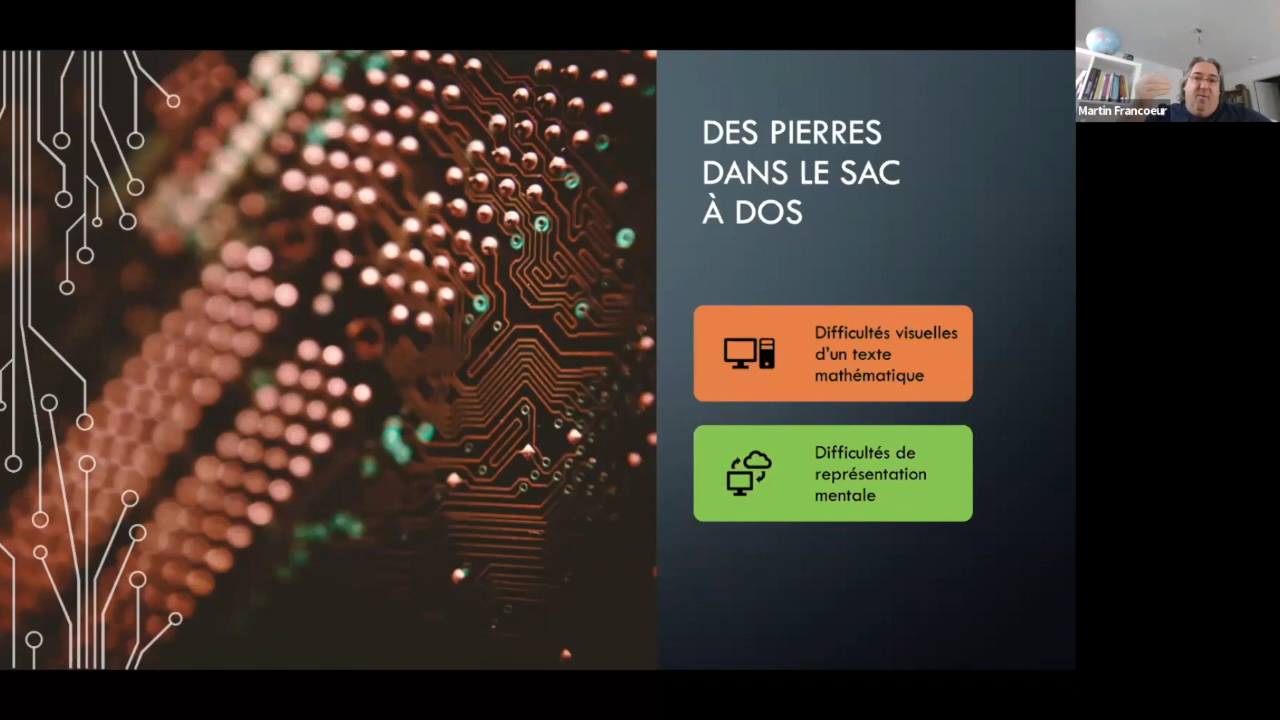 DES PIERRES
DANS LE SAC
À DOS
Difficultés visuelles
d'un texte
mathématique
Difficultés de
représentation
mentale
Martin Francoeur